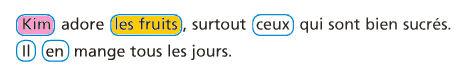 Kim adore les fruits, surtout ceux qui sont bien sucrés.
Il en mange tous les jours.